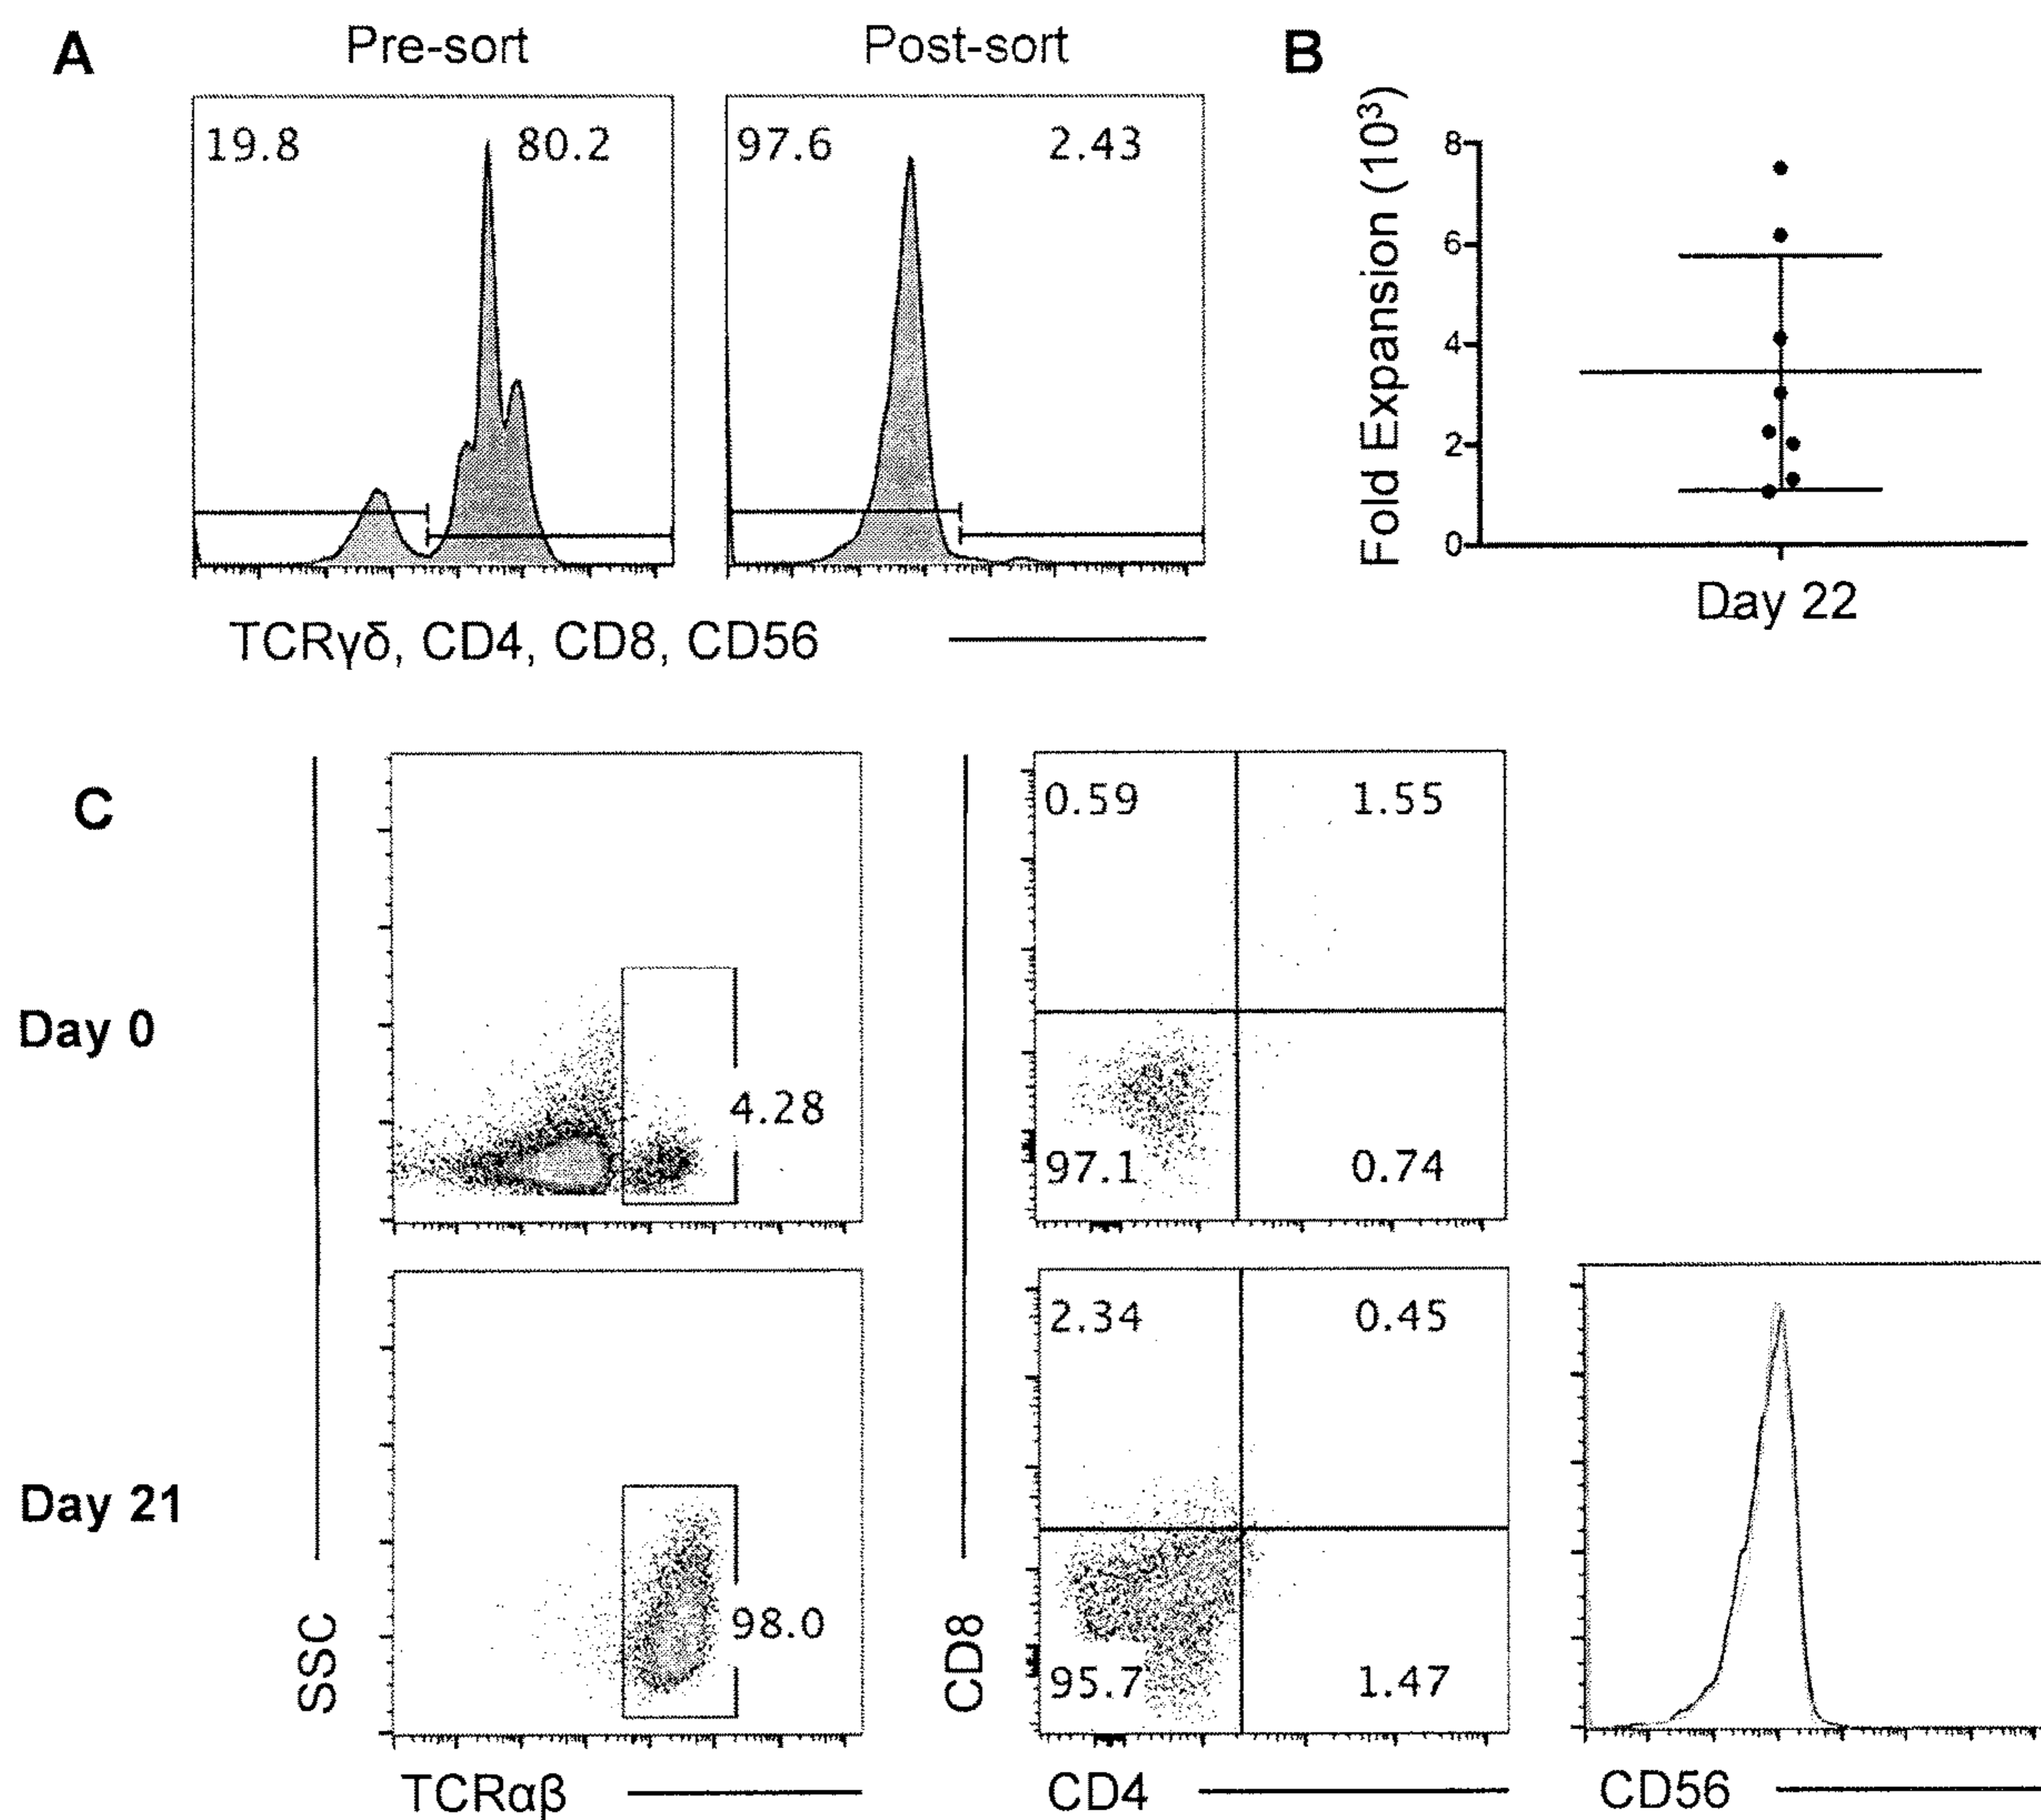 A
Pre-sort
Post-sort
19.8
80.2
97.6
2.43
TCRγδ, CD4, CD8, CD56
B
Fold Expansion (10³)
8
6
4
2
0
Day 22
C
Day 0
4.28
0.59
1.55
97.1
0.74
Day 21
98.0
2.34
0.45
95.7
1.47
SSC
CD8
TCRαβ
CD4
CD56